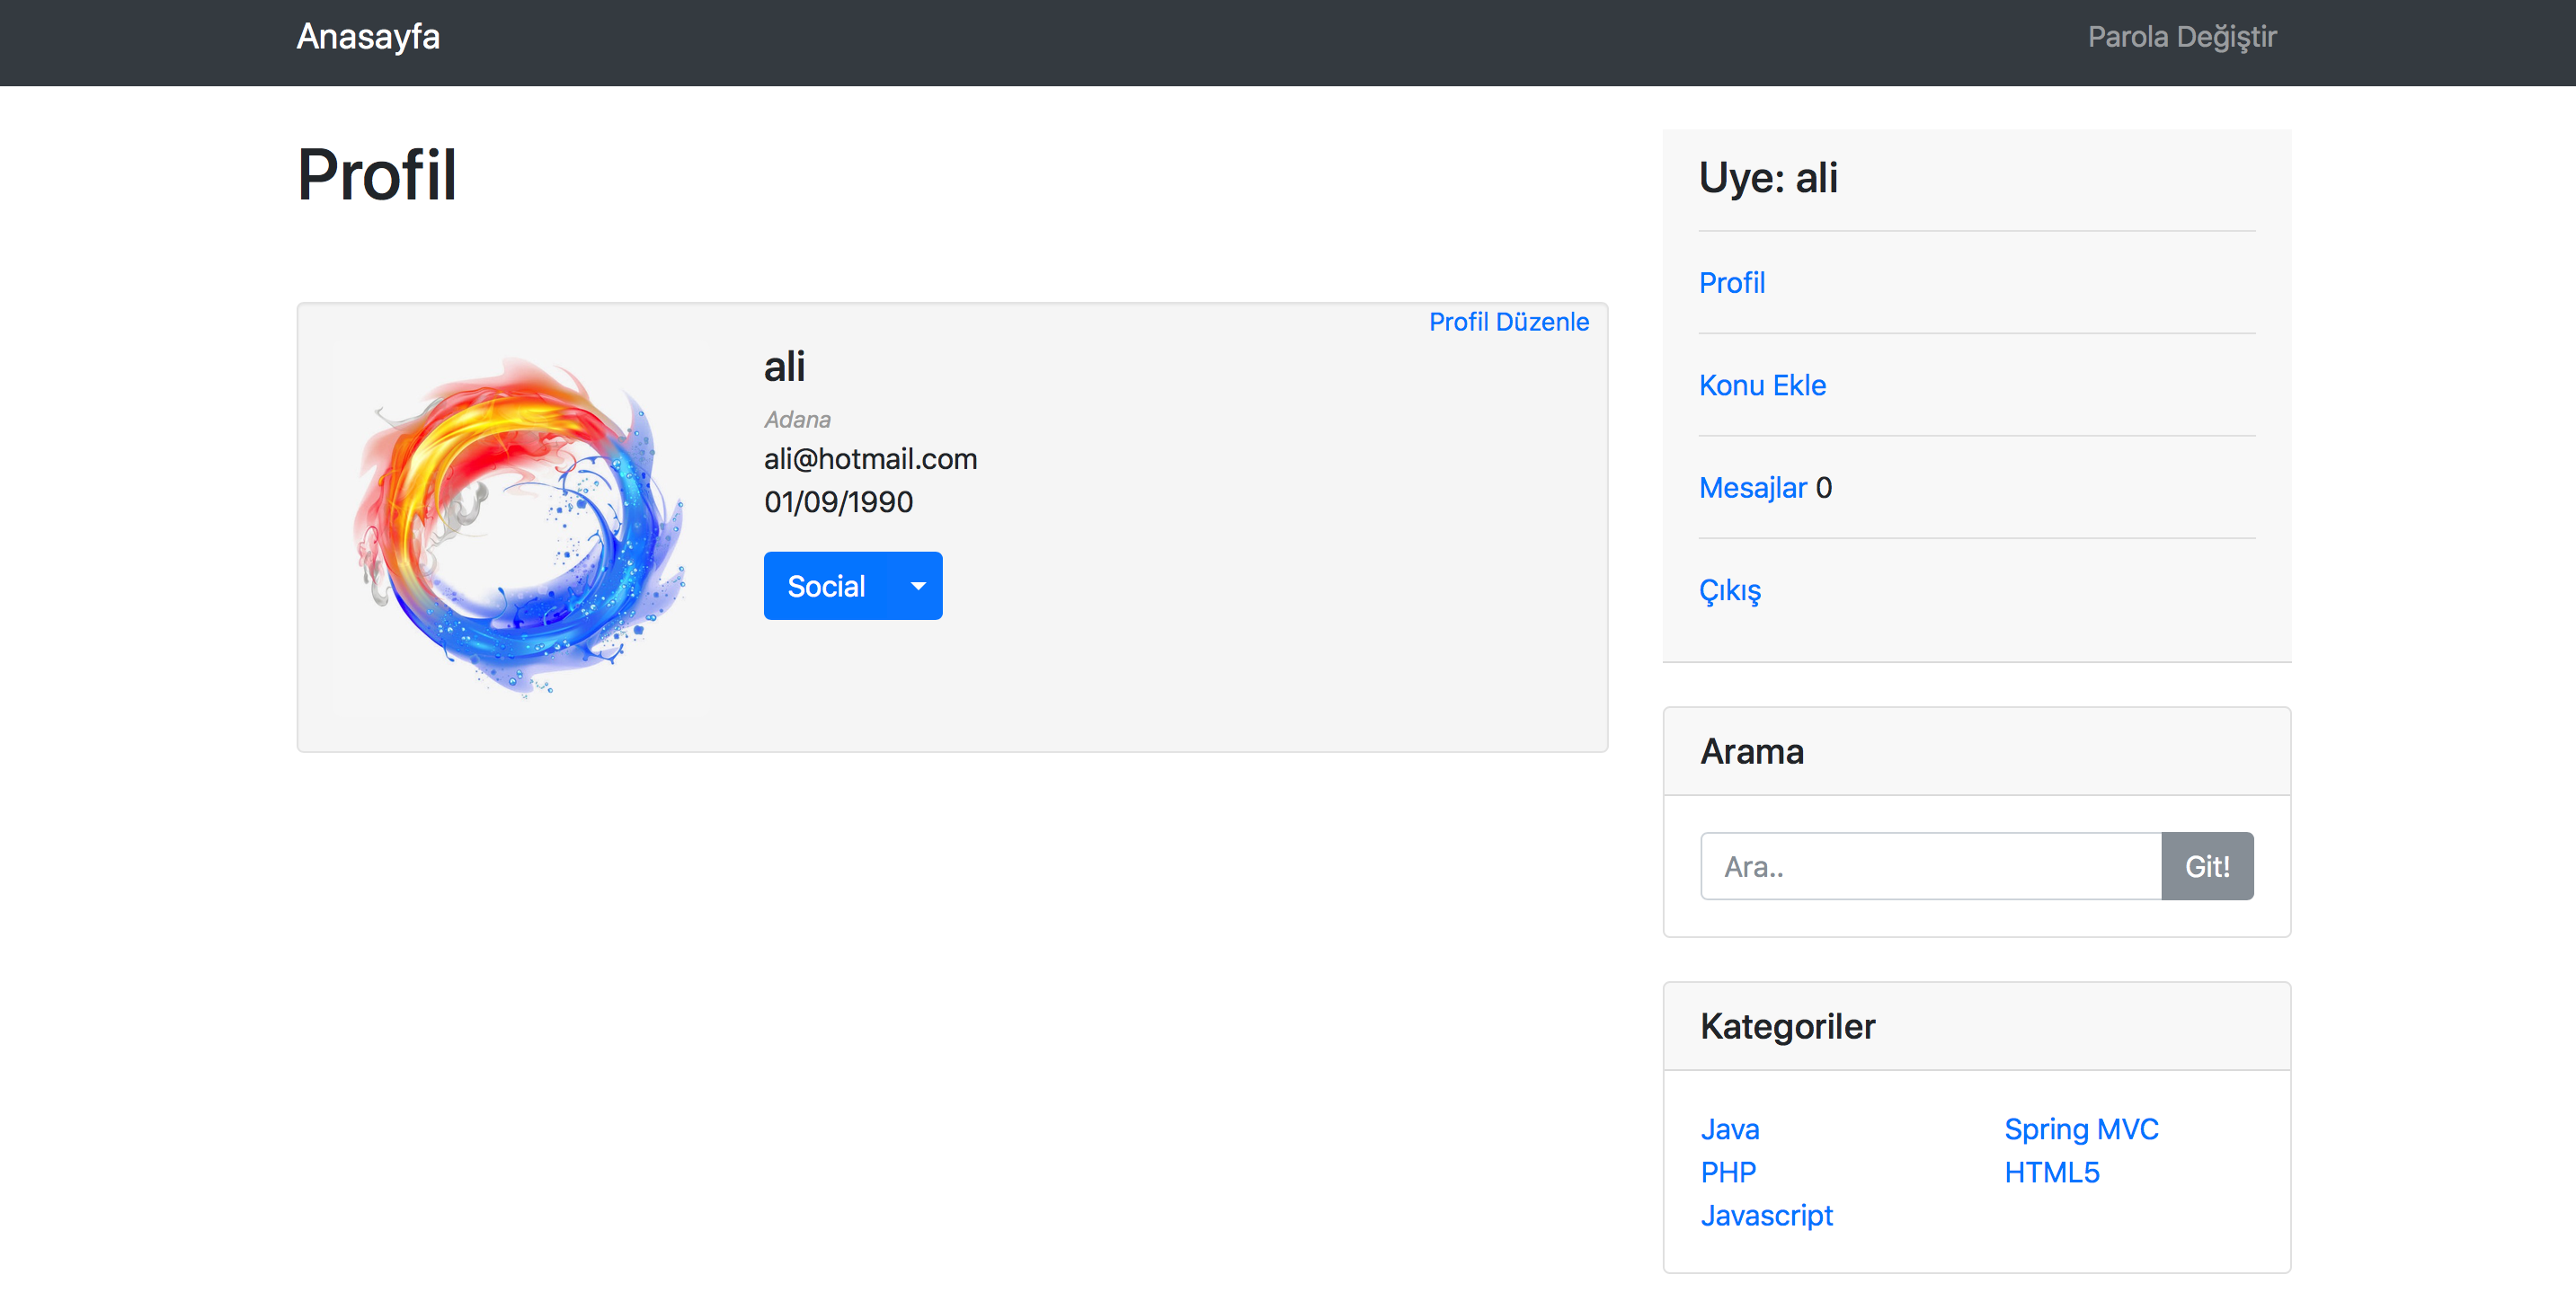 Anasayfa
Parola Değiştir
Profil
Profil Düzenle
ali
Adana
ali@hotmail.com
01/09/1990
Social
Uye: ali
Profil
Konu Ekle
Mesajlar 0
Çıkış
Arama
Ara..
Git!
Kategoriler
Java
PHP
Javascript
Spring MVC
HTML5